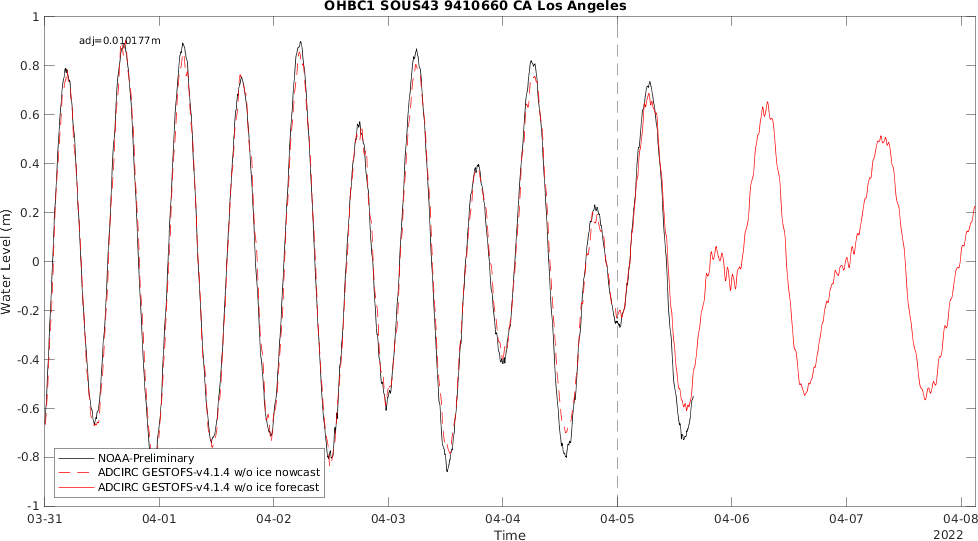 OHBC1 SOUS43 9410660 CA Los Angeles
adj=0.010177m
Water Level (m)
1
0.8
0.6
0.4
0.2
0
-0.2
-0.4
-0.6
-0.8
-1
NOAA-Preliminary
ADCIRC GESTOFS-v4.1.4 w/o ice nowcast
ADCIRC GESTOFS-v4.1.4 w/o ice forecast
03-31 04-01 04-02 04-03 04-04 04-05 04-06 04-07 04-08
Time
2022